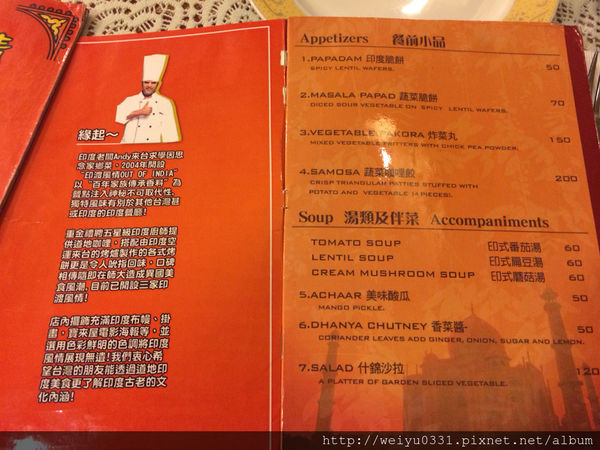 緣起～
印度老闆Andy來台求學因思
念家鄉菜，2004年開設
"印渡風情OUT OF INDIA"
以"百年家族傳承香料"為
餐點注入神秘不可取代性，
獨特風味有別於其他台灣甚
或印度的印度餐廳！
重金禮聘五星級印度廚師提
供道地咖哩，搭配由印度空
運來台的烤爐製作的各式烤
餅更是令人吮指回味，口碑
相傳隨即在師大造成異國美
食風潮，目前已開設三家印
渡風情！
店內擺飾充滿印度布幔、掛
畫，寶來屋電影海報等，並
選用色彩鮮明的色調將印度
風情展現無遺！我們衷心希
望台灣的朋友能透過道地印
度美食更了解印度古老的文
化內涵！
Appetizers 餐前小品
1.PAPADAM 印度脆餅 50
SPICY LENTIL WAFERS.
2.MASALA PAPAD 蔬菜脆餅 70
DICED SOUR VEGETABLE ON SPICY LENTIL WAFERS.
3.VEGETABLE PAKORA 炸菜丸 150
MIXED VEGETABLE FRITTERS WITH CHICK PEA POWDER.
4.SAMOSA 蔬菜咖哩餃 200
CRISP TRIANGULAR PATTIES STUFFED WITH
POTATO AND VEGETABLE (4 PIECES).
Soup 湯類及伴菜 Accompaniments
TOMATO SOUP 印式番茄湯 60
LENTIL SOUP 印式扁豆湯 60
CREAM MUSHROOM SOUP 印式蘑菇湯 60
5.ACHAAR 美味酸瓜 50
MANGO PICKLE.
6.DHANYA CHUTNEY 香菜醬- 60
CORIANDER LEAVES ADD GINGER, ONION, SUGAR AND LEMON.
7.SALAD 什錦沙拉 120
A PLATTER OF GARDEN SLICED VEGETABLE.
http://weiyu0331.pixnet.net/album